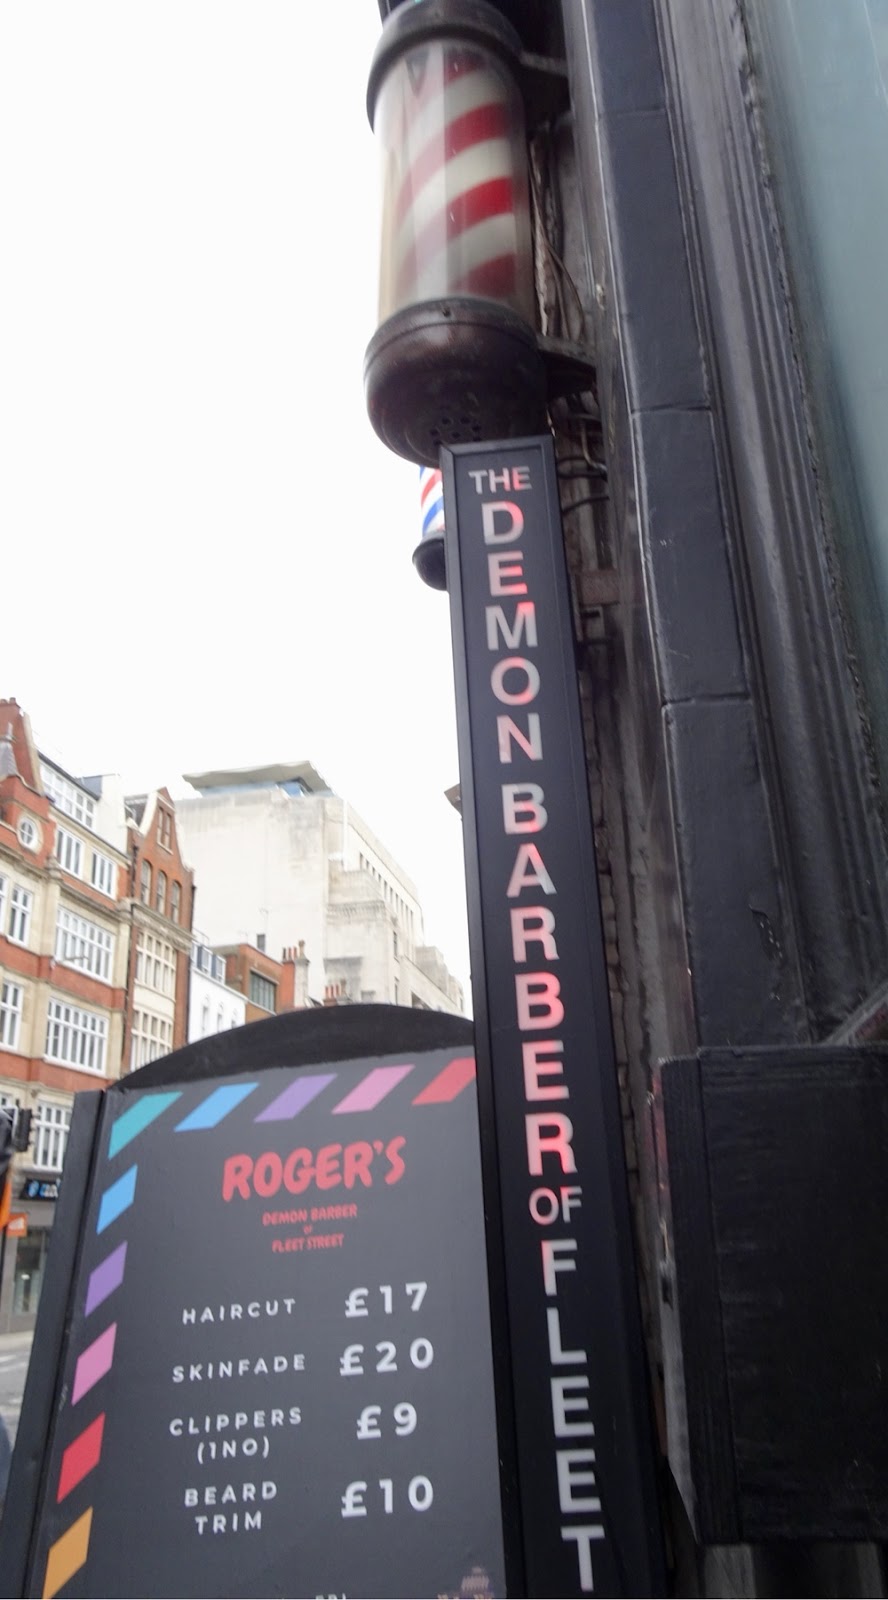 THE DEMON BARBER OF FLEET
ROGER'S
DEMON BARBER
OF
FLEET STREET
HAIRCUT £17
SKINFADE £20
CLIPPERS £9
(1NO)
BEARD £10
TRIM